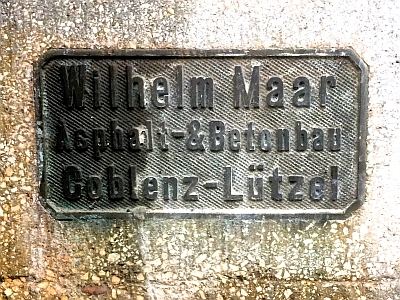 Wilhelm Maar
Asphalt-&Betonbau
Coblenz-Lützel